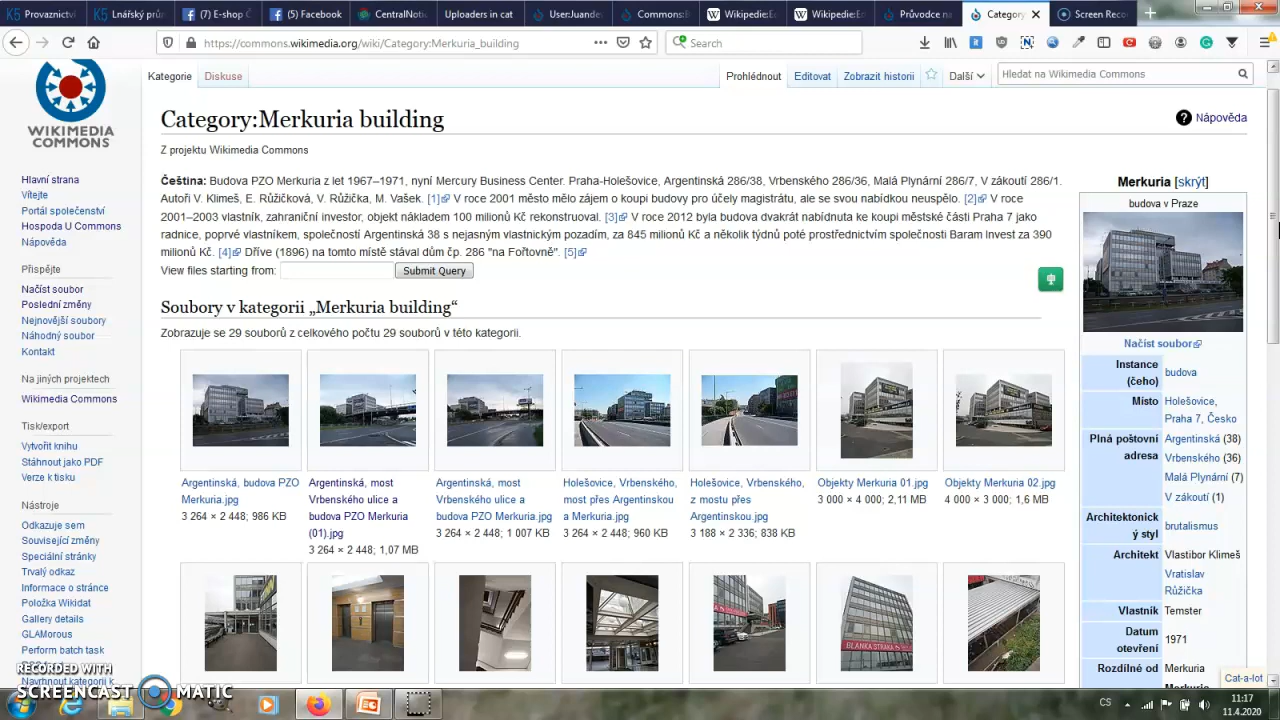 Provaznictví
Lnářský prům
(7) E-shop Č
(5) Facebook
CentralNotic
Uploaders in cat
User:Juande
Commons:B
Wikipedie:E
Wikipedie:E
Průvodce na
Category
Screen Reco
https://commons.wikimedia.org/wiki/Category:Merkuria_building
Search
WIKIMEDIA
COMMONS
Kategorie
Diskuse
Prohlédnout
Editovat
Zobrazit historii
Další
Hledat na Wikimedia Commons
Category:Merkuria building
Nápověda
Z projektu Wikimedia Commons
Hlavní strana
Vítejte
Portál společenství
Hospoda U Commons
Nápověda
Přispějte
Načíst soubor
Poslední změny
Nejnovější soubory
Náhodný soubor
Kontakt
Na jiných projektech
Wikimedia Commons
Tisk/export
Vytvořit knihu
Stáhnout jako PDF
Verze k tisku
Nástroje
Odkazuje sem
Související změny
Speciální stránky
Trvalý odkaz
Informace o stránce
Položka Wikidat
Gallery details
GLAMorous
Perform batch task
Navrhnout kategorii k
Čeština: Budova PZO Merkuria z let 1967–1971, nyní Mercury Business Center. Praha-Holešovice, Argentinská 286/38, Vrbenského 286/36, Malá Plynární 286/7, V zákoutí 286/1.
Autoři V. Klimeš, E. Růžičková, V. Růžička, M. Vašek. [1] V roce 2001 město mělo zájem o koupi budovy pro účely magistrátu, ale se svou nabídkou neuspělo. [2] V roce
2001–2003 vlastník, zahraniční investor, objekt nákladem 100 milionů Kč rekonstruoval. [3] V roce 2012 byla budova dvakrát nabídnuta ke koupi městské části Praha 7 jako
radnice, poprvé vlastníkem, společností Argentinská 38 s nejasným vlastnickým pozadím, za 845 milionů Kč a několik týdnů poté prostřednictvím společnosti Baram Invest za 390
milionů Kč. [4] Dříve (1896) na tomto místě stával dům čp. 286 "na Fořtovně". [5]
View files starting from:
Submit Query
Soubory v kategorii „Merkuria building“
Zobrazuje se 29 souborů z celkového počtu 29 souborů v této kategorii.
Argentinská, budova PZO
Merkuria.jpg
3 264 × 2 448; 986 KB
Argentinská, most
Vrbenského ulice a
budova PZO Merkuria
(01).jpg
3 264 × 2 448; 1,07 MB
Argentinská, most
Vrbenského ulice a
budova PZO Merkuria.jpg
3 264 × 2 448; 1 007 KB
Holešovice, Vrbenského,
most přes Argentinskou
a Merkuria.jpg
3 264 × 2 448; 960 KB
Holešovice, Vrbenského,
z mostu přes
Argentinskou.jpg
3 188 × 2 336; 838 KB
Objekty Merkuria 01.jpg
3 000 × 4 000; 2,11 MB
Objekty Merkuria 02.jpg
4 000 × 3 000; 1,6 MB
BLANKA STRAKA
Merkuria [skrýt]
budova v Praze
Načíst soubor
Instance
(čeho)
budova
Místo
Holešovice,
Praha 7, Česko
Plná poštovní
adresa
Argentinská (38)
Vrbenského (36)
Malá Plynární (7)
V zákoutí (1)
Architektonick
ý styl
brutalismus
Architekt
Vlastibor Klimeš
Vratislav
Růžička
Vlastník
Temster
Datum
otevření
1971
Rozdílné od
Merkuria
Cat-a-lot
RECORDED WITH
SCREENCAST MATIC
CS
11:17
11.4.2020